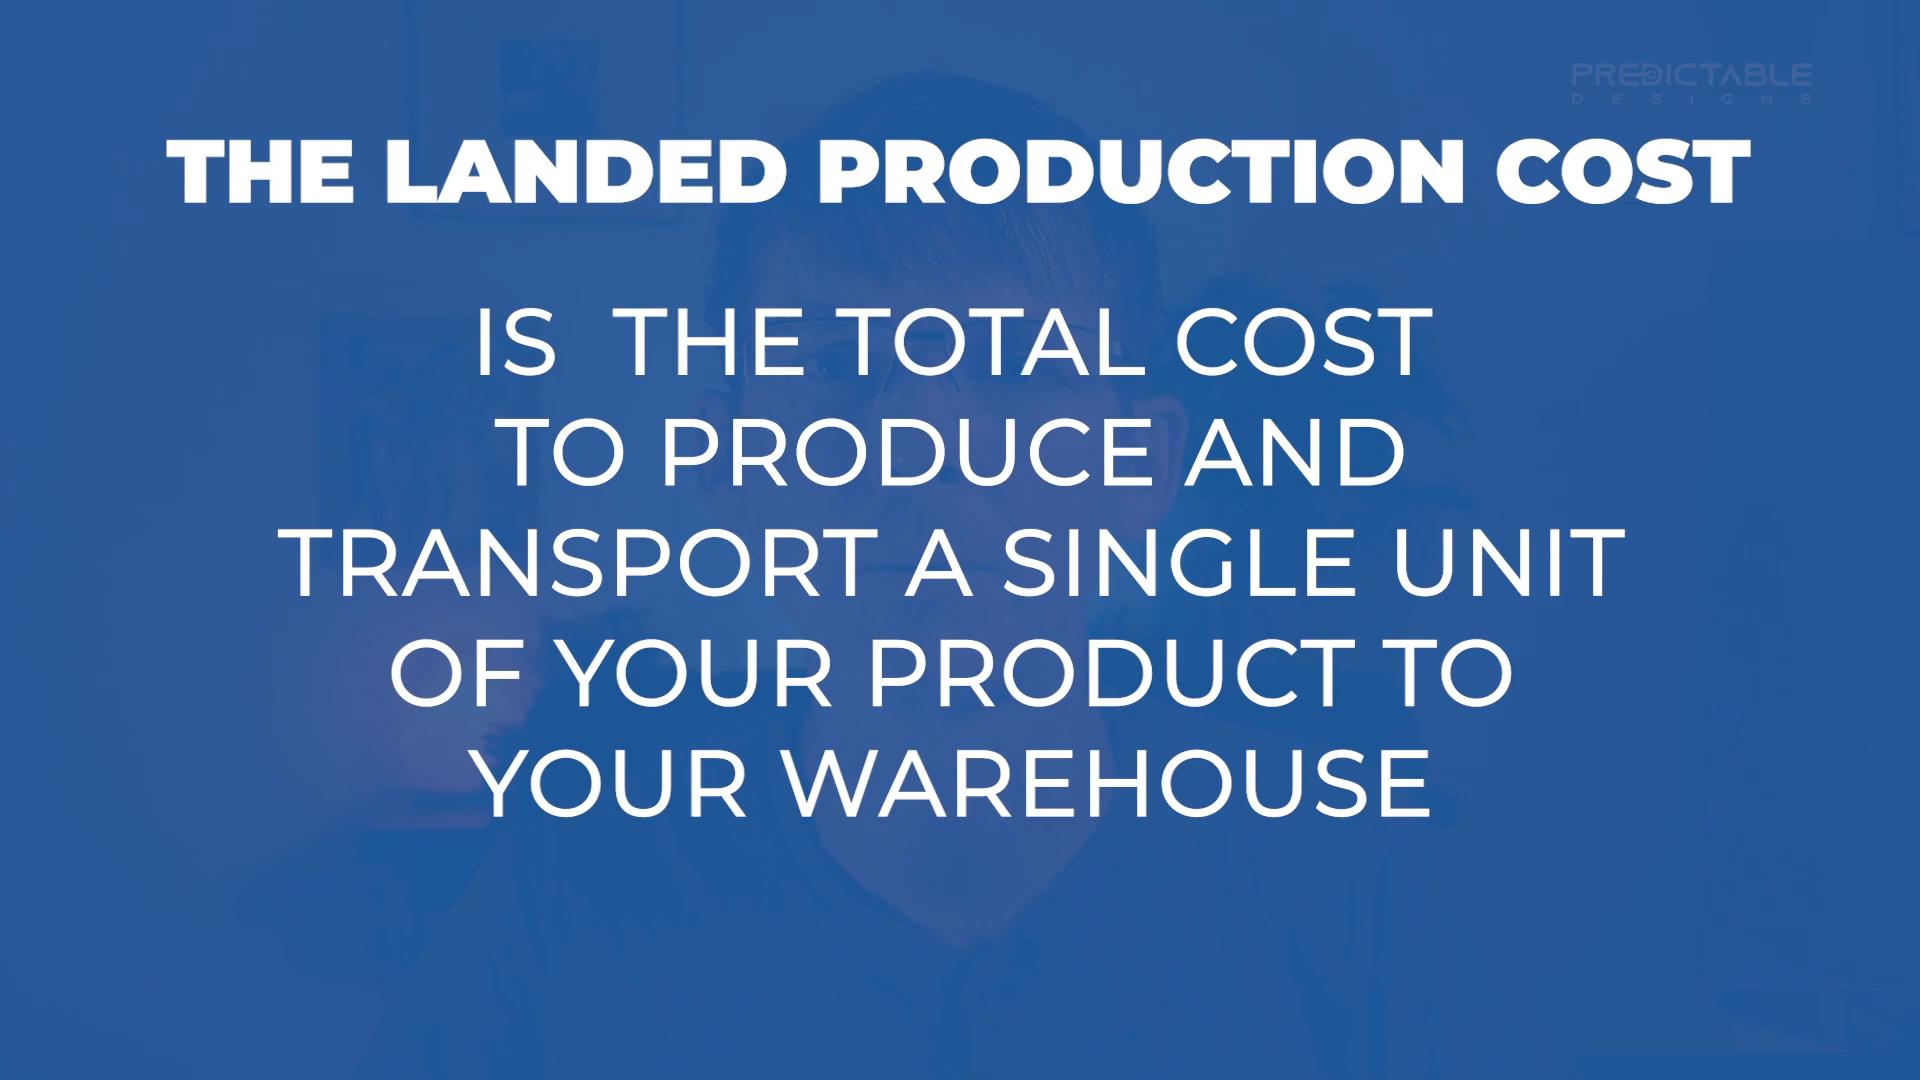 PREDICTABLE
DESIGNS
THE LANDED PRODUCTION COST
IS THE TOTAL COST
TO PRODUCE AND
TRANSPORT A SINGLE UNIT
OF YOUR PRODUCT TO
YOUR WAREHOUSE